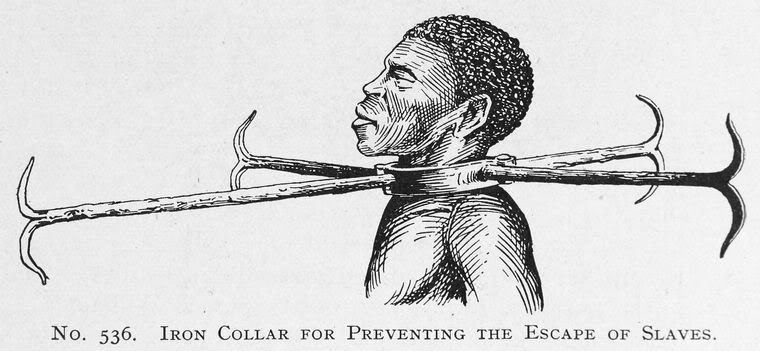 No. 536. Iron Collar for Preventing the Escape of Slaves.